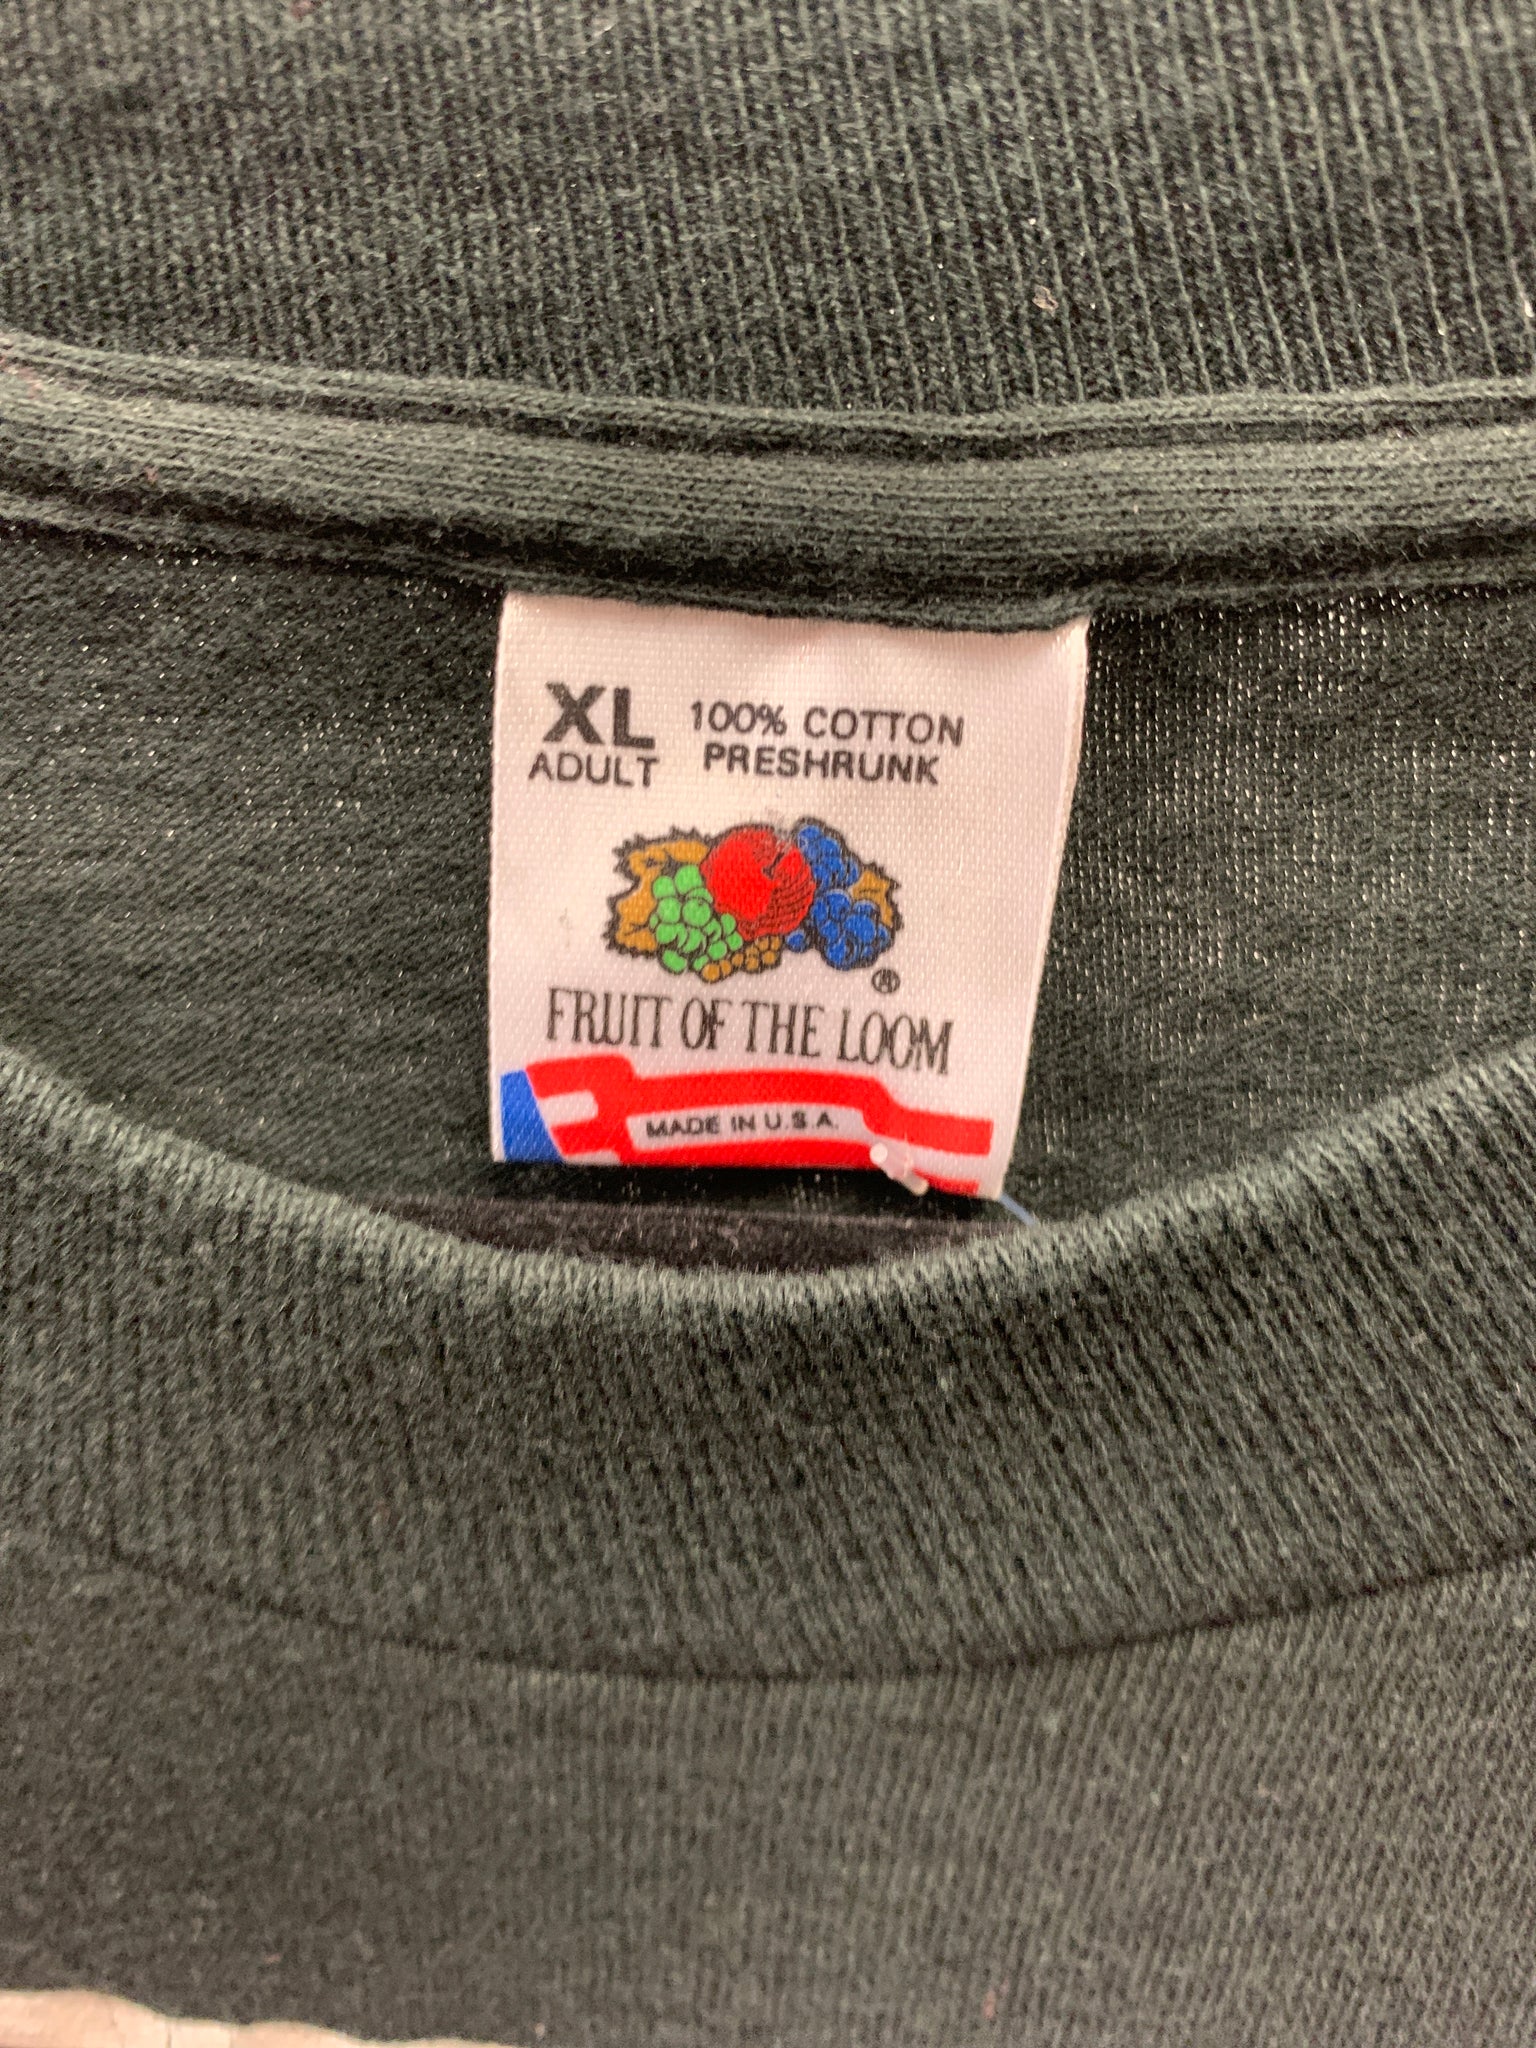 XL
ADULT
100% COTTON
PRESHRUNK
®
FRUIT OF THE LOOM
MADE IN U.S.A.